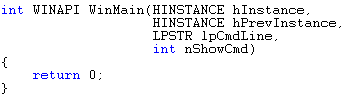 int WINAPI WinMain(HINSTANCE hInstance,
HINSTANCE hPrevInstance,
LPSTR lpCmdLine,
int nShowCmd)
{
return 0;
}